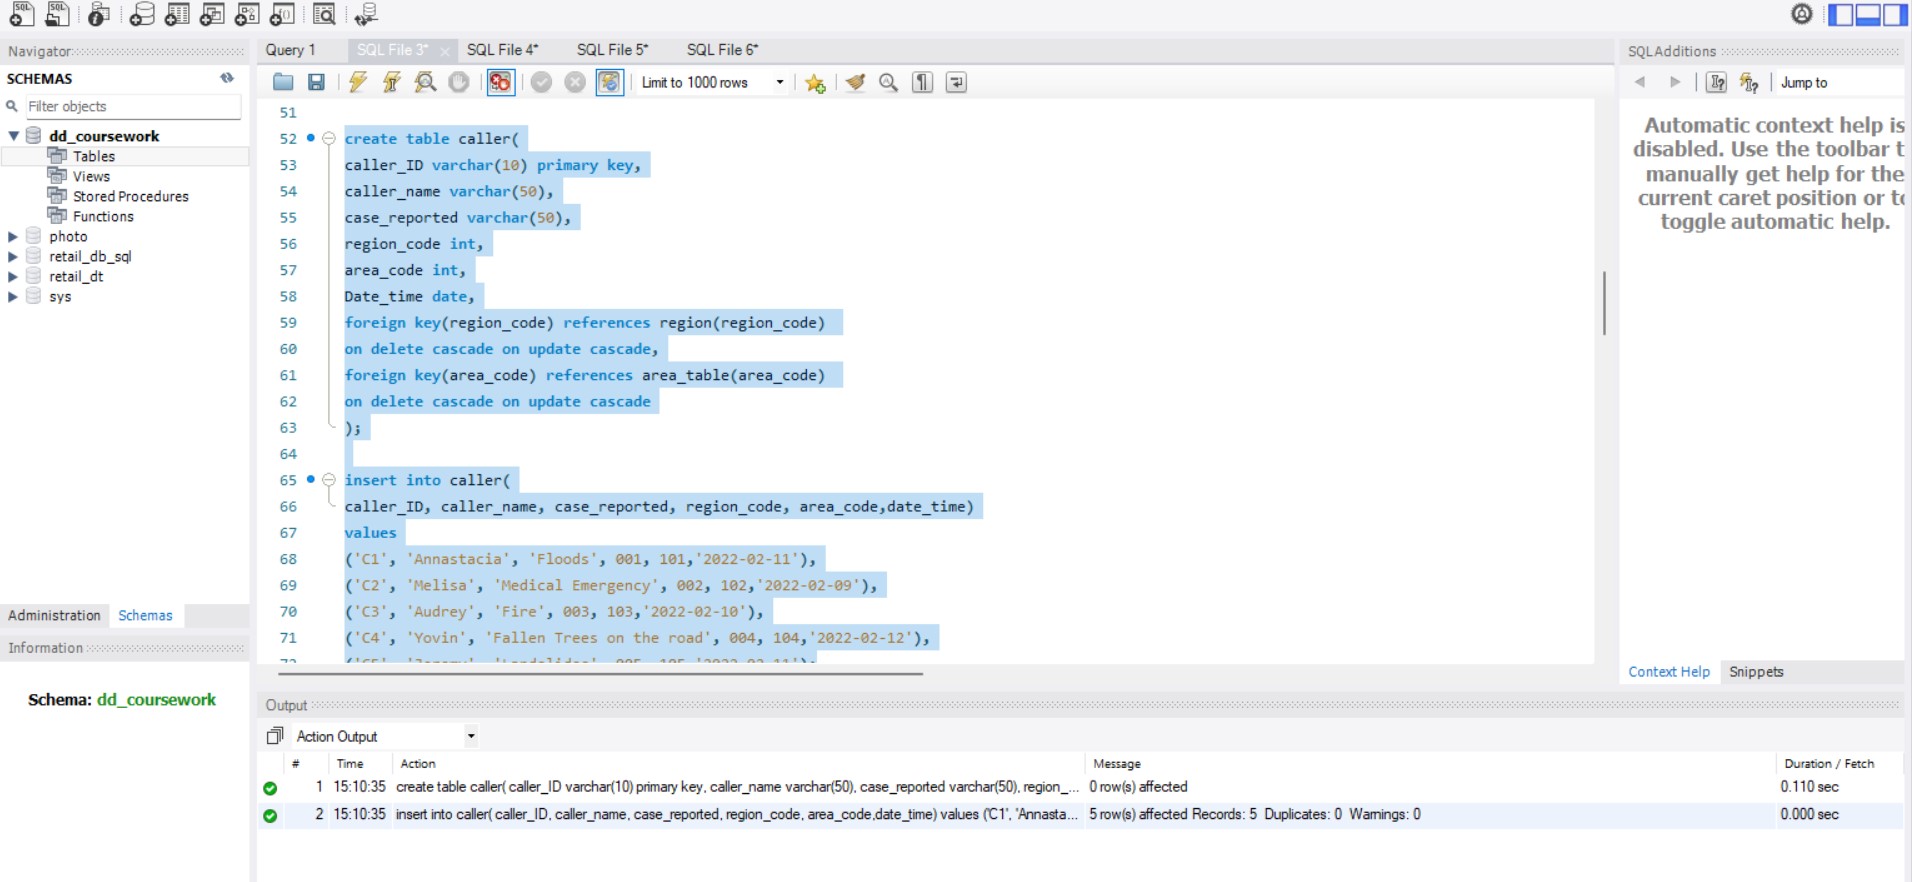 Navigator
SCHEMAS
Filter objects
dd_coursework
Tables
Views
Stored Procedures
Functions
photo
retail_db_sql
retail_dt
sys
Administration Schemas
Information
Schema: dd_coursework
Query 1 SQL File 3* SQL File 4* SQL File 5* SQL File 6*
Limit to 1000 rows
51
52 create table caller(
53 caller_ID varchar(10) primary key,
54 caller_name varchar(50),
55 case_reported varchar(50),
56 region_code int,
57 area_code int,
58 Date_time date,
59 foreign key(region_code) references region(region_code)
60 on delete cascade on update cascade,
61 foreign key(area_code) references area_table(area_code)
62 on delete cascade on update cascade
63 );
64
65 insert into caller(
66 caller_ID, caller_name, case_reported, region_code, area_code,date_time)
67 values
68 ('C1', 'Annastacia', 'Floods', 001, 101,'2022-02-11'),
69 ('C2', 'Melisa', 'Medical Emergency', 002, 102,'2022-02-09'),
70 ('C3', 'Audrey', 'Fire', 003, 103,'2022-02-10'),
71 ('C4', 'Yovin', 'Fallen Trees on the road', 004, 104,'2022-02-12'),
SQLAdditions
Jump to
Automatic context help is
disabled. Use the toolbar t
manually get help for the
current caret position or to
toggle automatic help.
Context Help Snippets
Output
Action Output
# Time Action Message Duration / Fetch
1 15:10:35 create table caller( caller_ID varchar(10) primary key, caller_name varchar(50), case_reported varchar(50), region_... 0 row(s) affected 0.110 sec
2 15:10:35 insert into caller( caller_ID, caller_name, case_reported, region_code, area_code,date_time) values ('C1', 'Annasta... 5 row(s) affected Records: 5 Duplicates: 0 Warnings: 0 0.000 sec